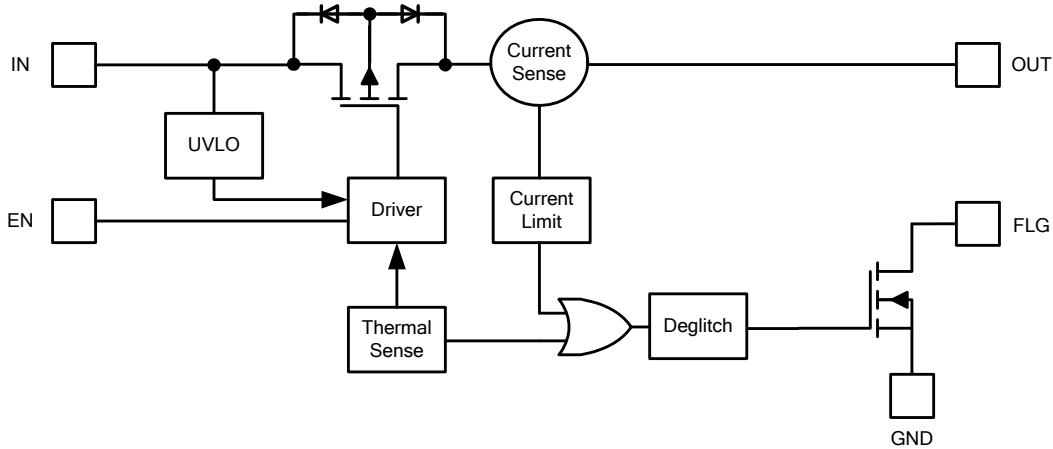 IN
Current
Sense
OUT
UVLO
EN
Driver
Current
Limit
FLG
Thermal
Sense
Deglitch
GND